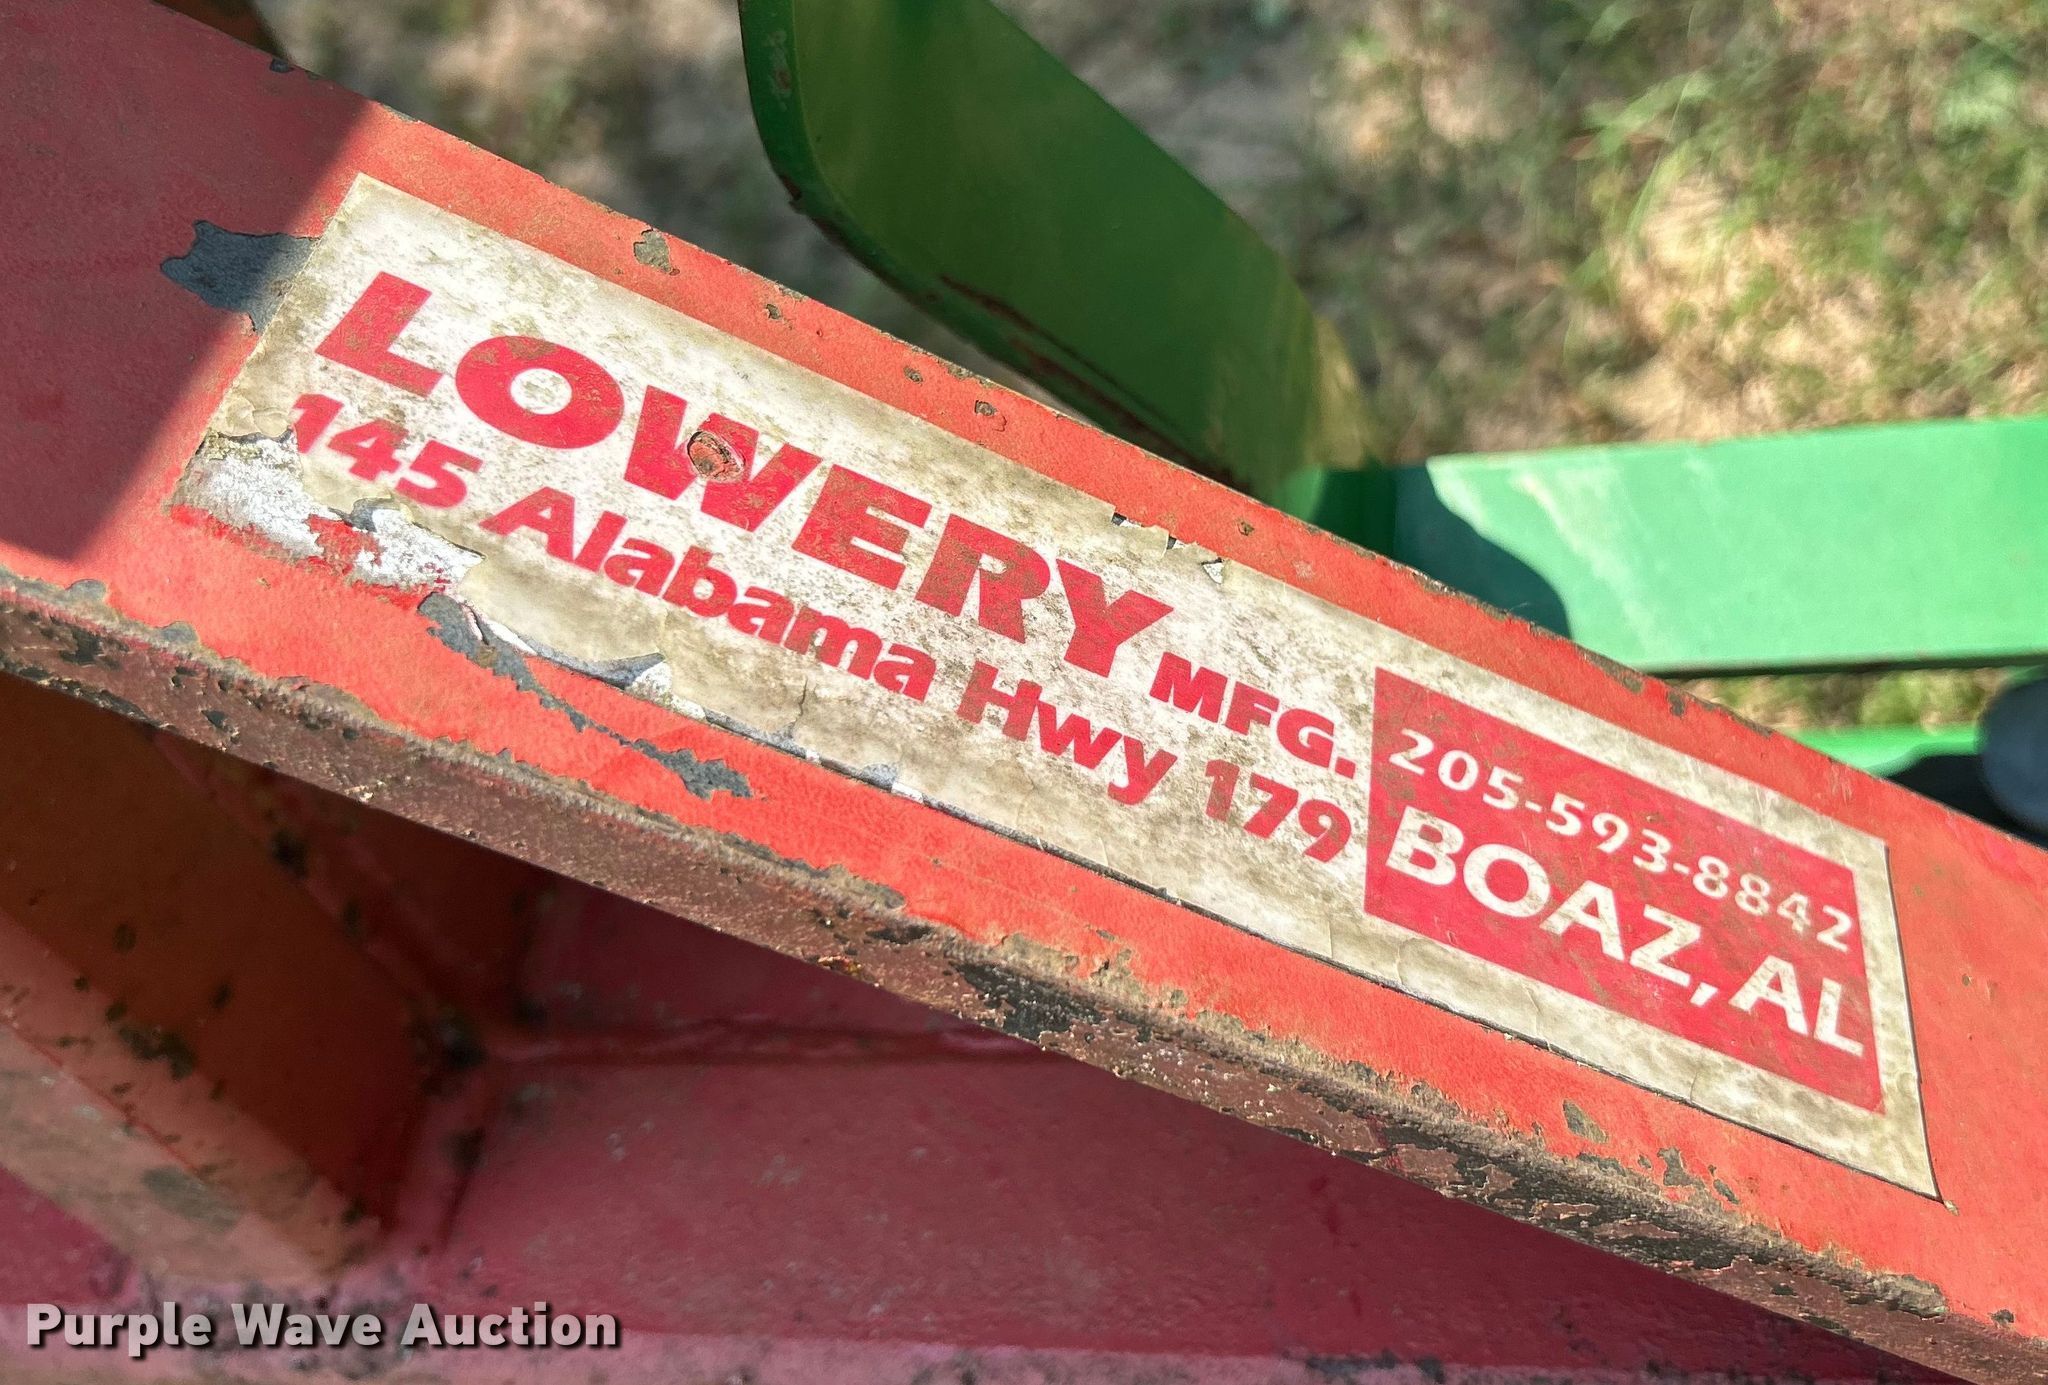 LOWERY MFG.
145 Alabama Hwy 179
205-593-8842
BOAZ, AL
Purple Wave Auction